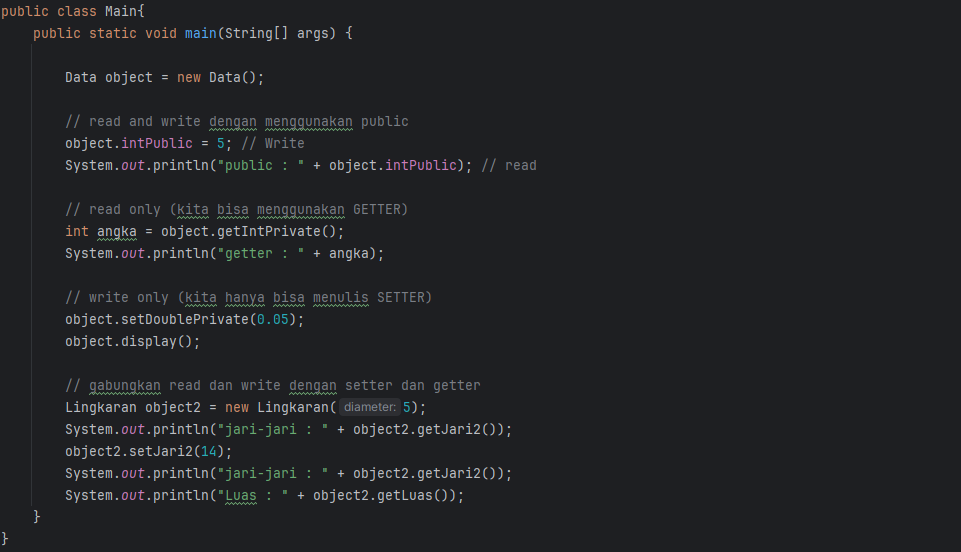 public class Main{
public static void main(String[] args) {
Data object = new Data();
// read and write dengan menggunakan public
object.intPublic = 5; // Write
System.out.println("public : " + object.intPublic); // read
// read only (kita bisa menggunakan GETTER)
int angka = object.getIntPrivate();
System.out.println("getter : " + angka);
// write only (kita hanya bisa menulis SETTER)
object.setDoublePrivate(0.05);
object.display();
// gabungkan read dan write dengan setter dan getter
Lingkaran object2 = new Lingkaran( diameter: 5);
System.out.println("jari-jari : " + object2.getJari2());
object2.setJari2(14);
System.out.println("jari-jari : " + object2.getJari2());
System.out.println("Luas : " + object2.getLuas());
}
}